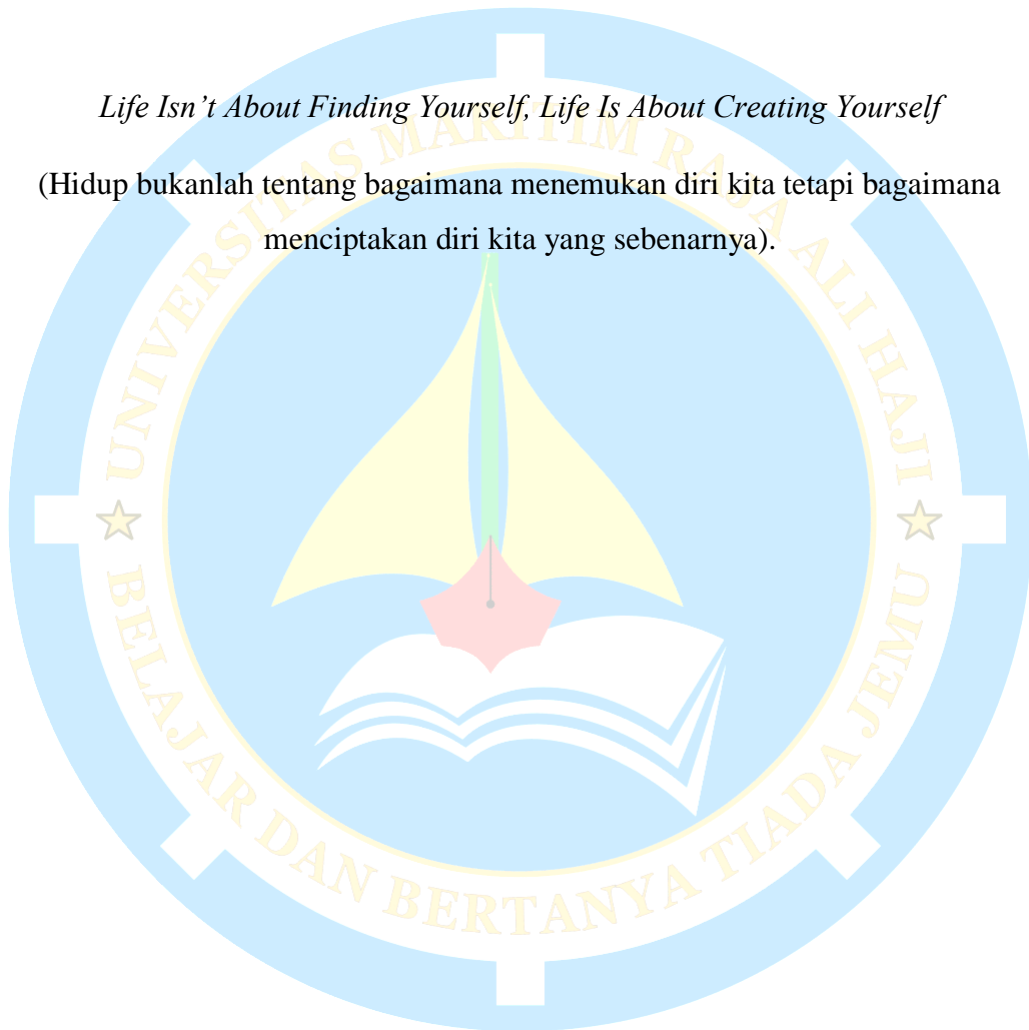 Life Isn’t About Finding Yourself, Life Is About Creating Yourself
(Hidup bukanlah tentang bagaimana menemukan diri kita tetapi bagaimana
menciptakan diri kita yang sebenarnya).
UNIVERSITAS MARITIM RAJA ALI HAJI
BELAJAR DAN BERTANYA TIADA JEMU